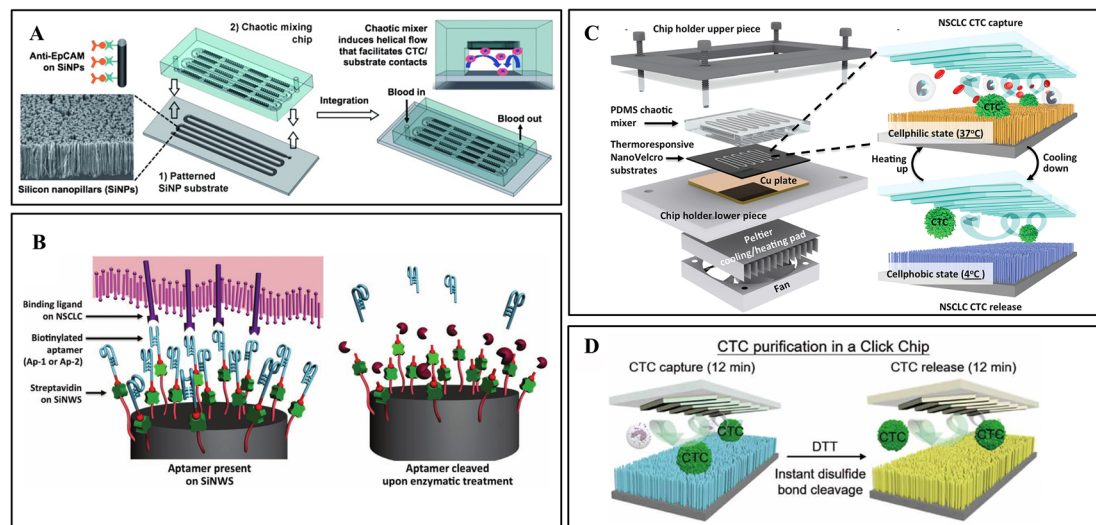 A
Anti-EpCAM
on SiNPs
2) Chaotic mixing
chip
Chaotic mixer
induces helical flow
that facilitates CTC/
substrate contacts
Integration
Blood in
Blood out
Silicon nanopillars (SiNPs)
1) Patterned
SiNP substrate
B
Binding ligand
on NSCLC
Biotinylated
aptamer
(Ap-1 or Ap-2)
Streptavidin
on SiNWS
Aptamer present
on SiNWS
Aptamer cleaved
upon enzymatic treatment
C
Chip holder upper piece
PDMS chaotic
mixer
Thermoresponsive
NanoVelcro
substrates
Cu plate
Chip holder lower piece
Peltier
cooling/heating pad
Fan
NSCLC CTC capture
CTC
Cellphilic state (37°C)
Heating
up
Cooling
down
CTC
Cellphobic state (4°C )
NSCLC CTC release
D
CTC purification in a Click Chip
CTC capture (12 min)
CTC release (12 min)
CTC
CTC
DTT
Instant disulfide
bond cleavage
CTC
CTC